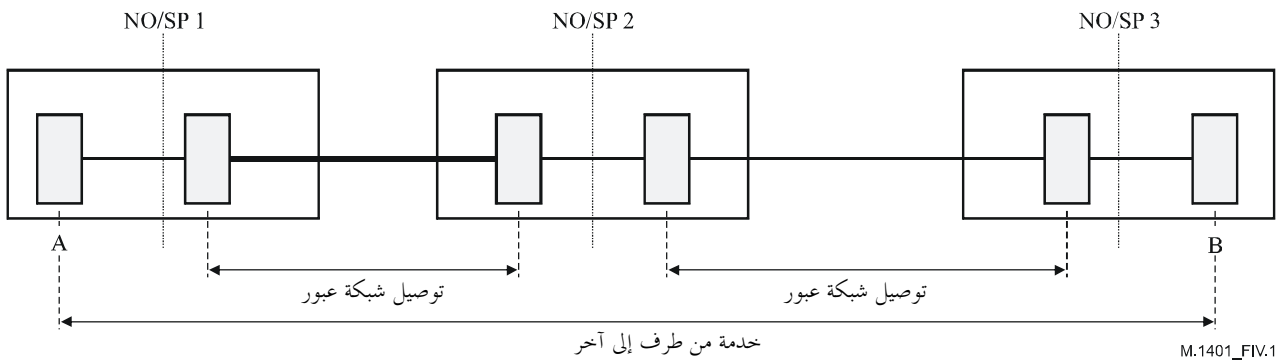 NO/SP 1
NO/SP 2
NO/SP 3
A
B
توصيل شبكة عبور
توصيل شبكة عبور
خدمة من طرف إلى آخر
M.1401_FIV.1